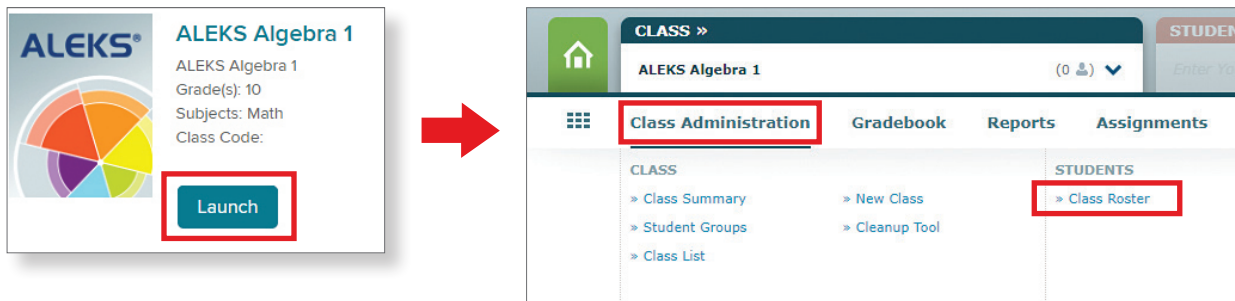 ALEKS®
ALEKS Algebra 1
ALEKS Algebra 1
Grade(s): 10
Subjects: Math
Class Code:
Launch
CLASS »
STUDEN
ALEKS Algebra 1 (0 )
Enter Yo
Class Administration Gradebook Reports Assignments
CLASS
» Class Summary
» Student Groups
» Class List
» New Class
» Cleanup Tool
STUDENTS
» Class Roster